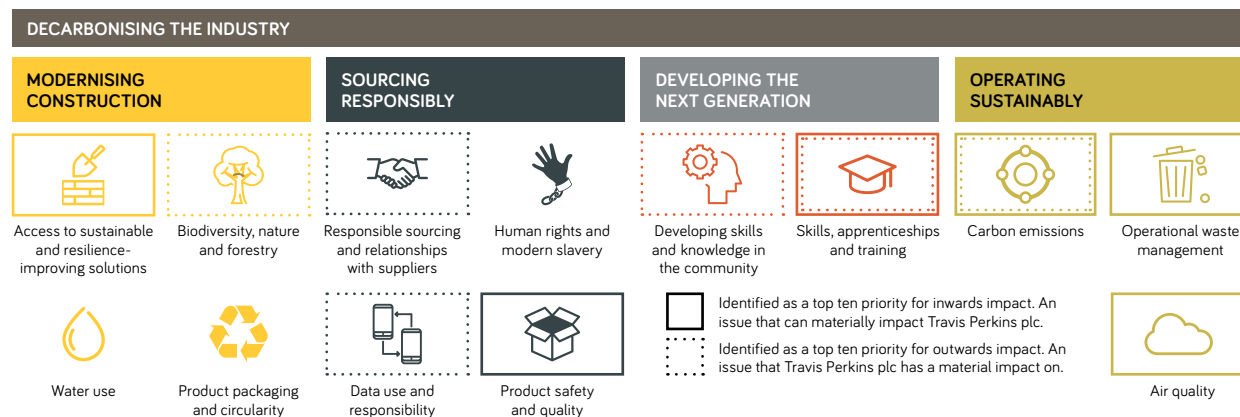 DECARBONISING THE INDUSTRY
MODERNISING
CONSTRUCTION
SOURCING
RESPONSIBLY
DEVELOPING THE
NEXT GENERATION
OPERATING
SUSTAINABLY
Access to sustainable
and resilience-
improving solutions
Biodiversity, nature
and forestry
Responsible sourcing
and relationships
with suppliers
Human rights and
modern slavery
Developing skills
and knowledge in
the community
Skills, apprenticeships
and training
Carbon emissions
Operational waste
management
Water use
Product packaging
and circularity
Data use and
responsibility
Product safety
and quality
Identified as a top ten priority for inwards impact. An
issue that can materially impact Travis Perkins plc.
Identified as a top ten priority for outwards impact. An
issue that Travis Perkins plc has a material impact on.
Air quality